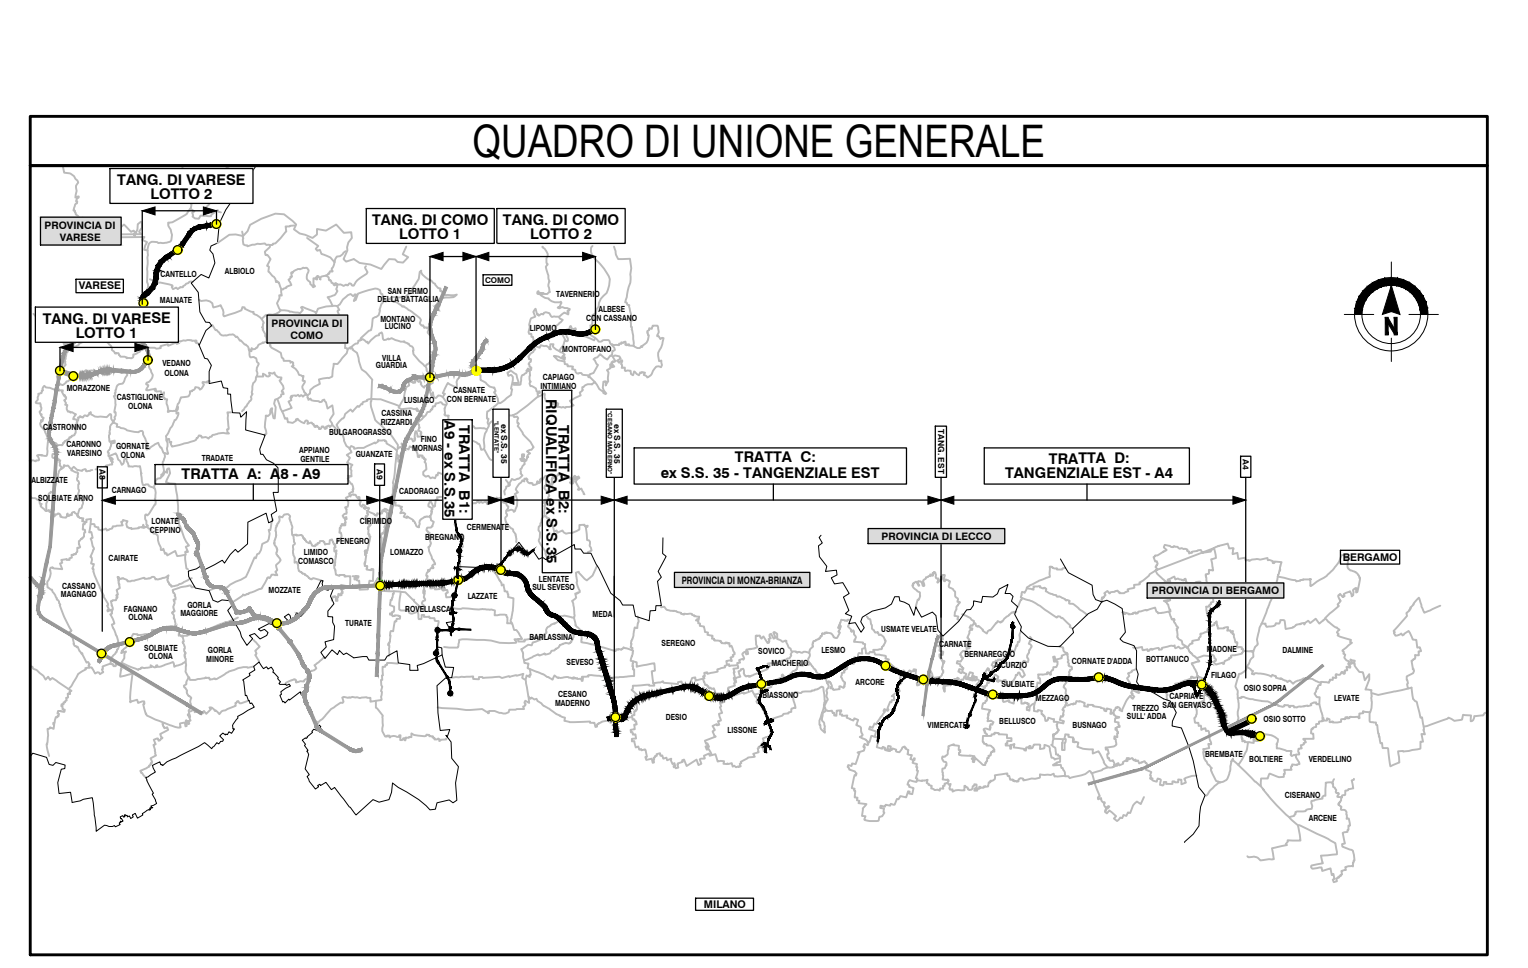 QUADRO DI UNIONE GENERALE
TANG. DI VARESE
LOTTO 2
PROVINCIA DI
VARESE
TANG. DI COMO
LOTTO 1
TANG. DI COMO
LOTTO 2
CANTELLO
ALBIOLO
VARESE
MALNATE
COMO
SAN FERMO
DELLA BATTAGLIA
TAVERNERIO
ALBESE
CON CASSANO
TANG. DI VARESE
LOTTO 1
PROVINCIA DI
COMO
MONTANO
LUCINO
LIPOMO
MONTORFANO
N
VEDANO
OLONA
VILLA
GUARDIA
MORAZZONE
CASTIGLIONE
OLONA
LUSIAGO
CASNATE
CON BERNATE
CAPIAGO
INTIMIANO
CASSINA
RIZZARDI
CASTRONNO
BULGAROGRASSO
CARONNO
VARESINO
GORNATE
OLONA
FINO
MORNAS
APPIANO
GENTILE
GUANZATE
TRADATE
TRATTA A: A8 - A9
A8
A9
TRATTA B1:
A9 - ex S.S.35
ex S.S. 35
"LENTATE"
TRATTA B2:
RIQUALIFICA ex S.S.35
ex S.S. 35
"CESANO MADERNO"
TRATTA C:
ex S.S. 35 - TANGENZIALE EST
TANG. EST
TRATTA D:
TANGENZIALE EST - A4
A4
ALBIZZATE
SOLBIATE ARNO
CARNAGO
CADORAGO
LONATE
CEPPINO
CIRIMIDO
CERMENATE
BREGNANO
FENEGRO
LIMIDO
COMASCO
LOMAZZO
CAIRATE
PROVINCIA DI LECCO
BERGAMO
CASSANO
MAGNAGO
MOZZATE
LAZZATE
LENTATE
SUL SEVESO
PROVINCIA DI MONZA-BRIANZA
PROVINCIA DI BERGAMO
FAGNANO
OLONA
GORLA
MAGGIORE
ROVELLASCA
TURATE
MEDA
BARLASSINA
SEREGNO
USMATE VELATE
CARNATE
BERNAREGGIO
AICURZIO
SOLBIATE
OLONA
GORLA
MINORE
SEVESO
SOVICO
MACHERIO
LESMO
CORNATE D'ADDA
BOTTANUCO
MADONE
DALMINE
FILAGO
ARCORE
SULBIATE
MEZZAGO
OSIO SOPRA
CESANO
MADERNO
BIASSONO
CAPRIATE
SAN GERVASO
LEVATE
TREZZO
SULL' ADDA
DESIO
LISSONE
VIMERCATE
BELLUSCO
BUSNAGO
OSIO SOTTO
BREMBATE
BOLTIERE
VERDELLINO
CISERANO
ARCENE
MILANO